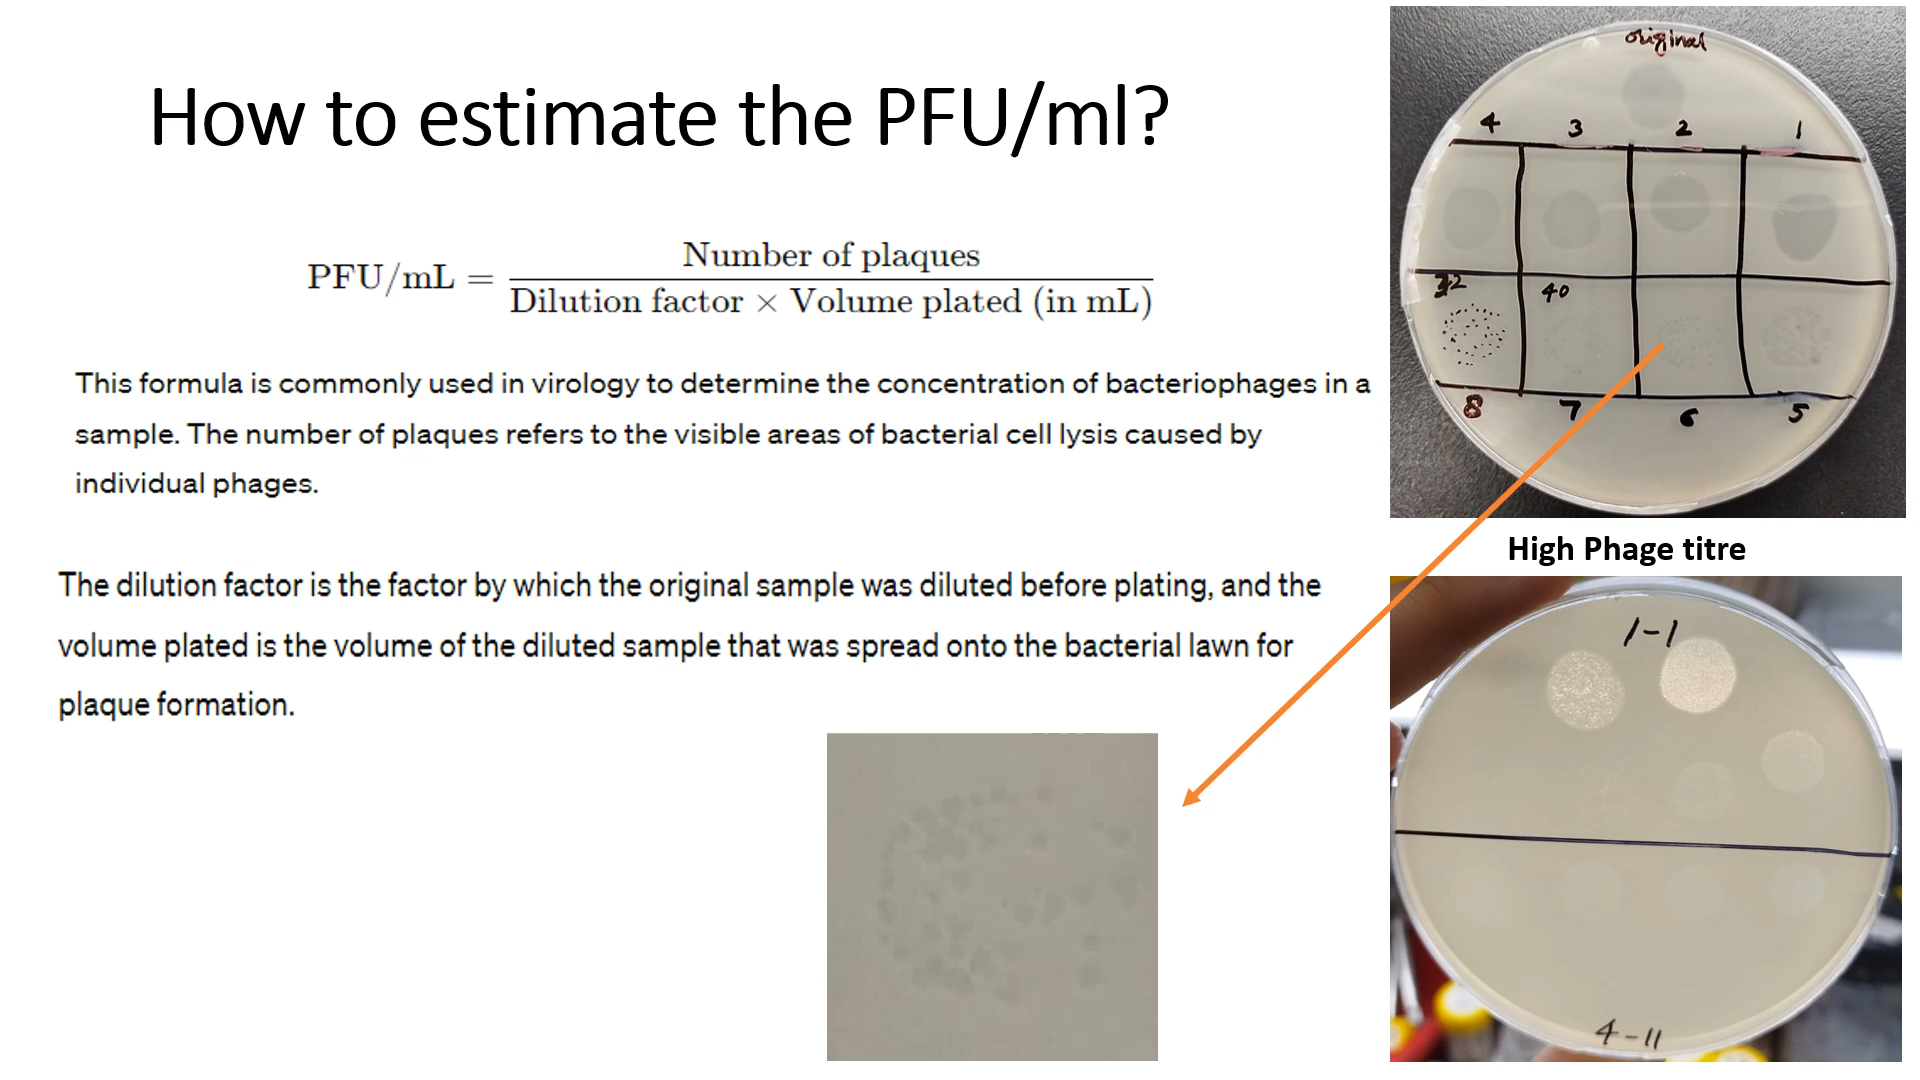 How to estimate the PFU/ml?
PFU/mL = Number of plaques / Dilution factor × Volume plated (in mL)
This formula is commonly used in virology to determine the concentration of bacteriophages in a
sample. The number of plaques refers to the visible areas of bacterial cell lysis caused by
individual phages.
The dilution factor is the factor by which the original sample was diluted before plating, and the
volume plated is the volume of the diluted sample that was spread onto the bacterial lawn for
plaque formation.
original
4 3 2 1
40
8 7 6 5
High Phage titre
1-1
4-11